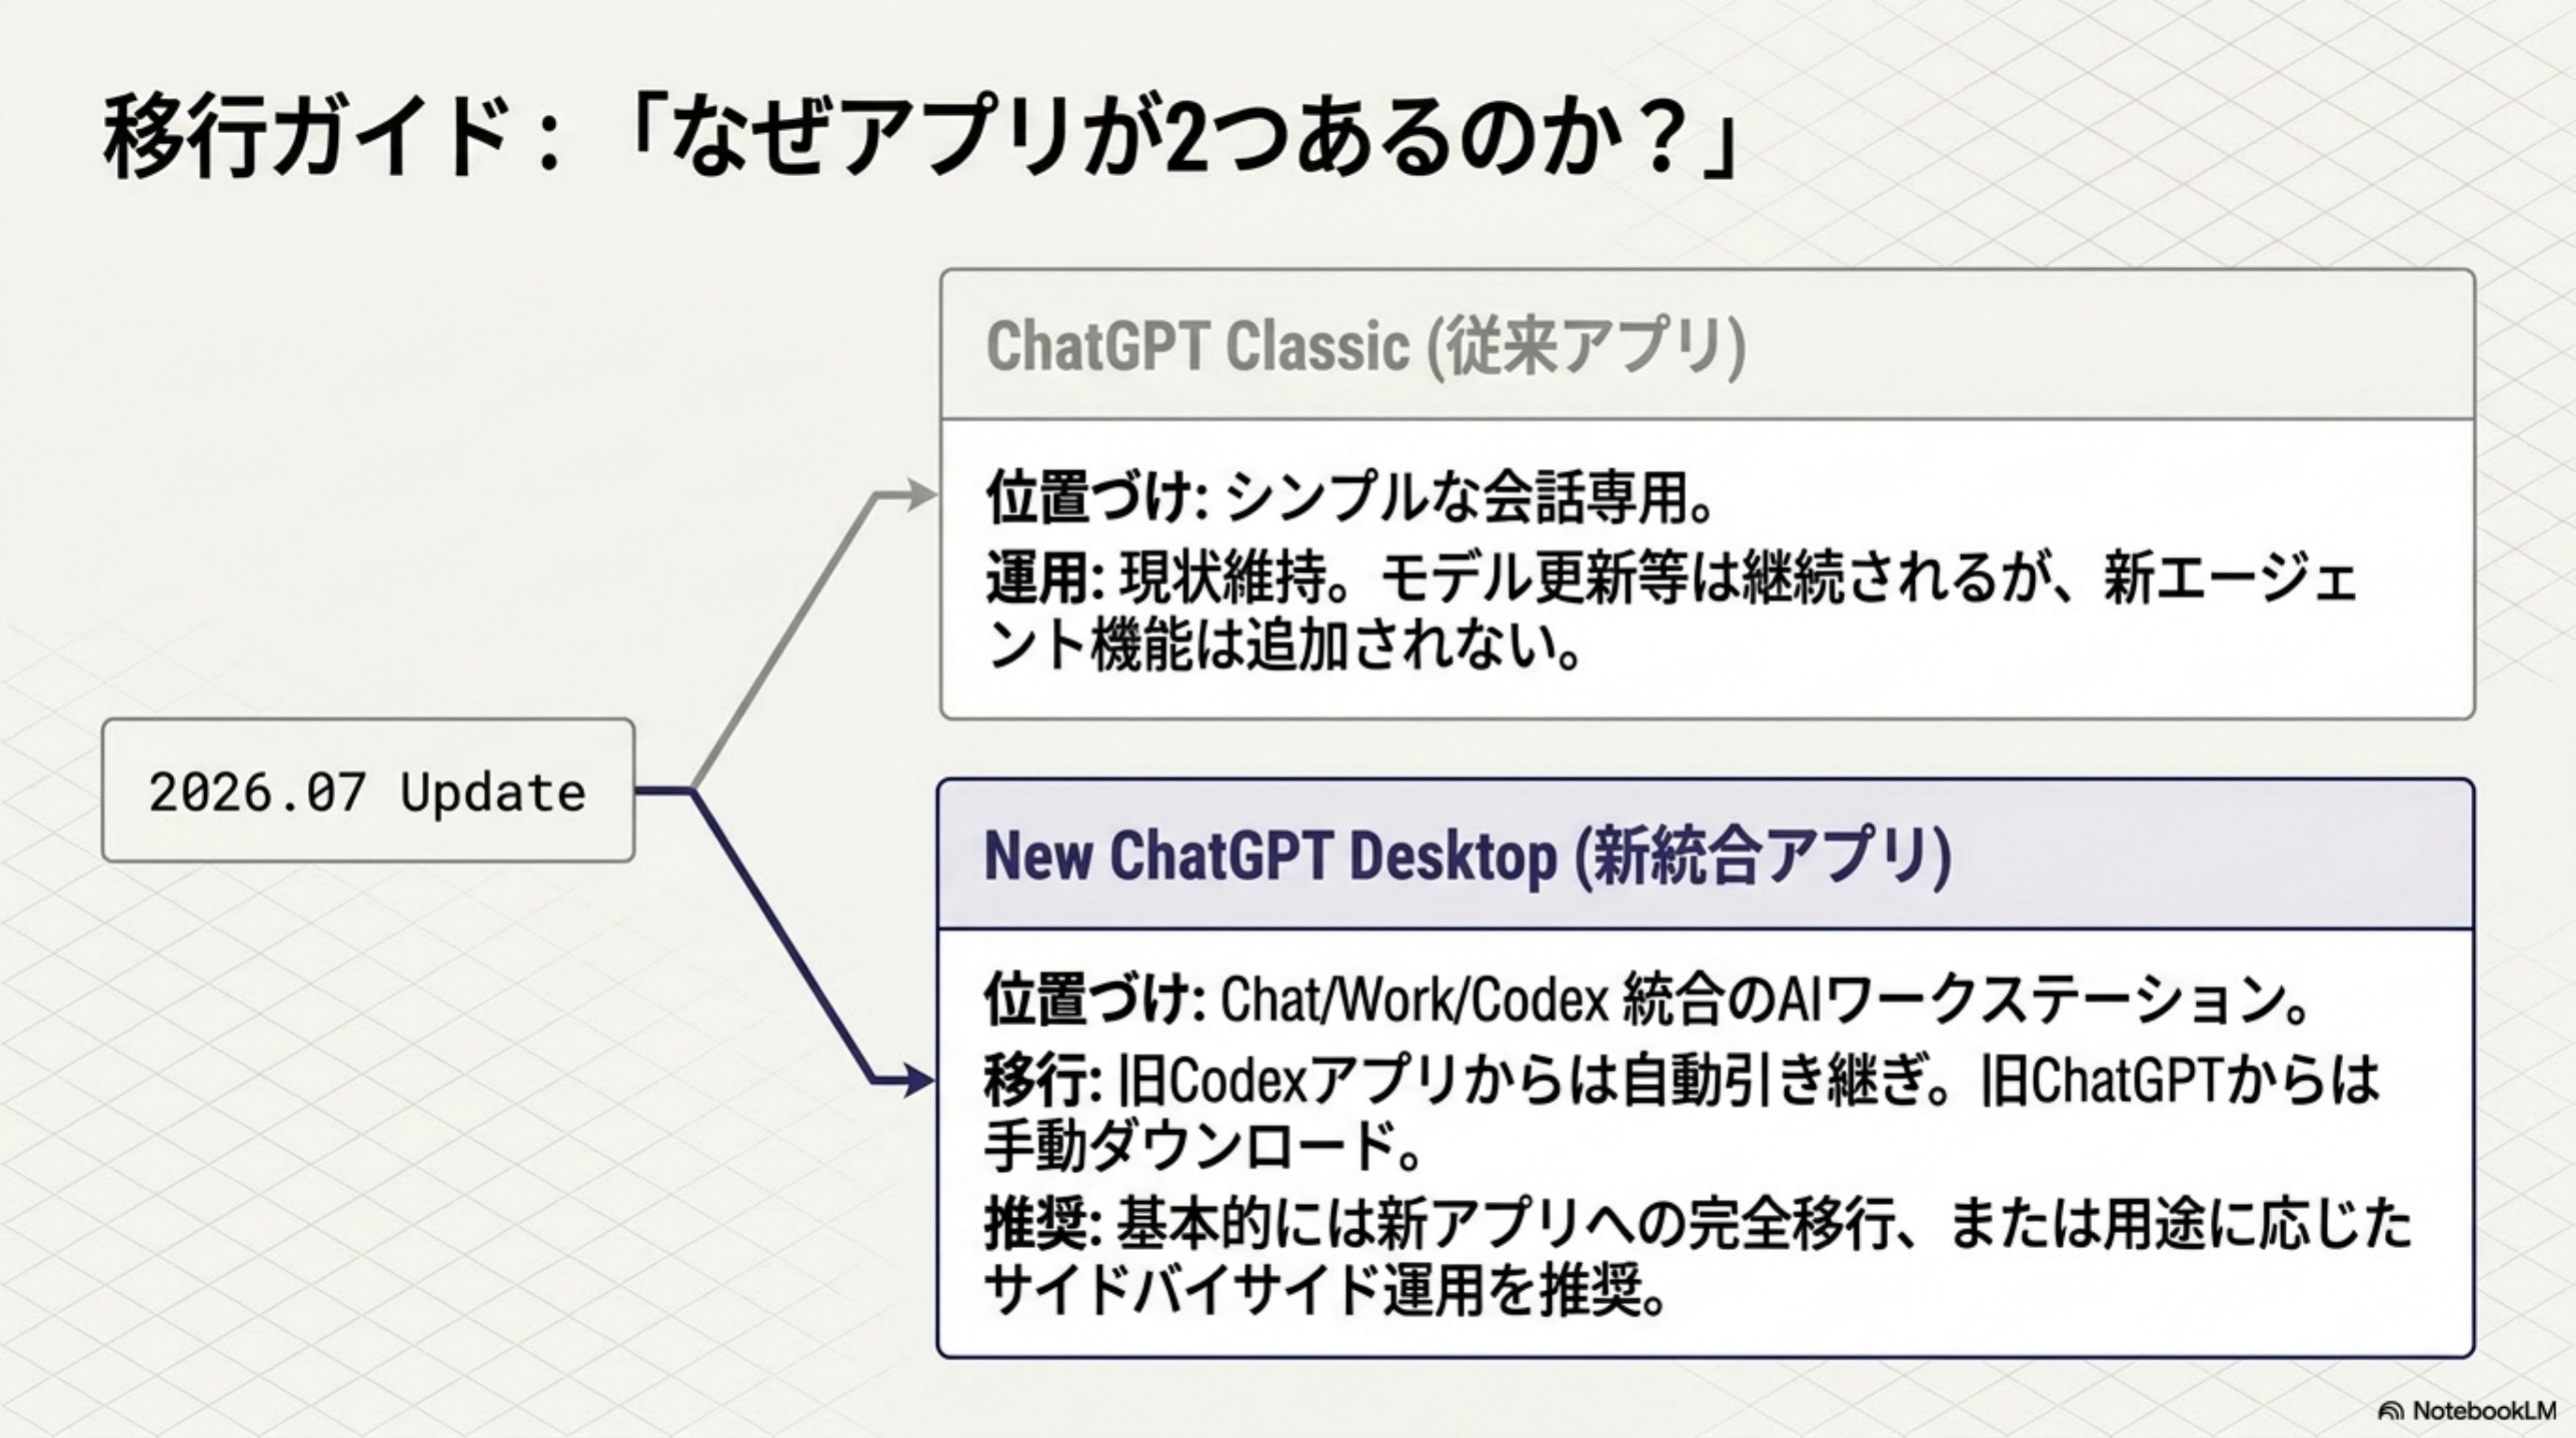 移行ガイド：「なぜアプリが2つあるのか？」
ChatGPT Classic (従来アプリ)
位置づけ: シンプルな会話専用。
運用: 現状維持。モデル更新等は継続されるが、新エージェ
ント機能は追加されない。
2026.07 Update
New ChatGPT Desktop (新統合アプリ)
位置づけ: Chat/Work/Codex 統合のAIワークステーション。
移行: 旧Codexアプリからは自動引き継ぎ。旧ChatGPTからは
手動ダウンロード。
推奨: 基本的には新アプリへの完全移行、または用途に応じた
サイドバイサイド運用を推奨。
NotebookLM